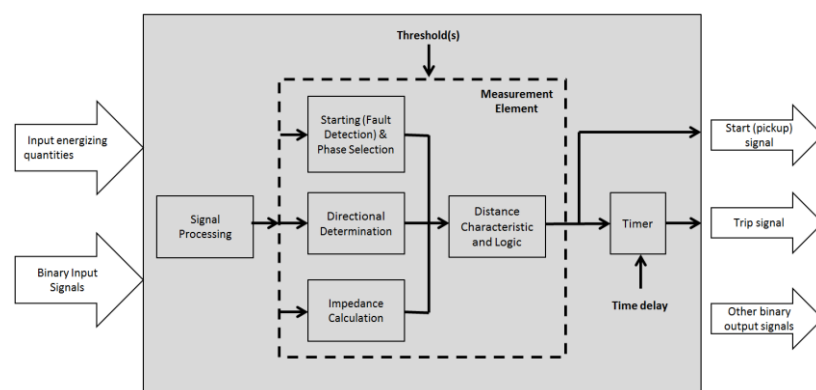 Threshold(s)
Measurement
Element
Input energizing
quantities
Starting (Fault
Detection) &
Phase Selection
Start (pickup)
signal
Signal
Processing
Directional
Determination
Distance
Characteristic
and Logic
Timer
Trip signal
Binary Input
Signals
Impedance
Calculation
Time delay
Other binary
output signals